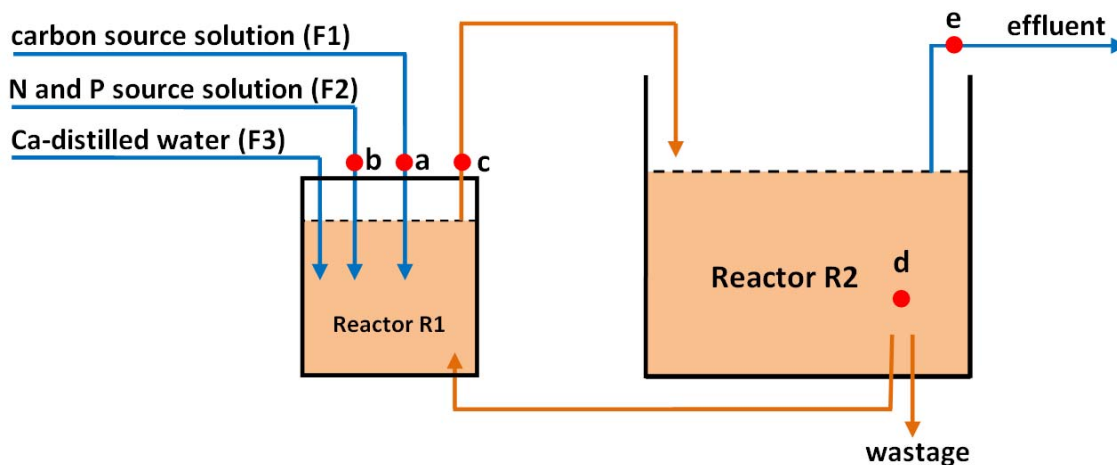 carbon source solution (F1)
N and P source solution (F2)
Ca-distilled water (F3)
b
a
c
e
effluent
Reactor R1
Reactor R2
d
wastage